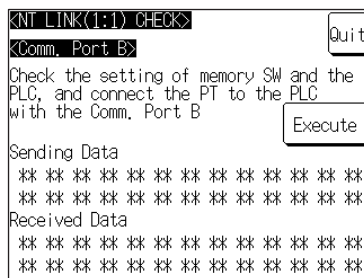 <NT LINK(1:1) CHECK>
Quit
<Comm. Port B>
Check the setting of memory SW and the
PLC, and connect the PT to the PLC
with the Comm. Port B
Execute
Sending Data
** ** ** ** ** ** ** ** ** ** ** **
** ** ** ** ** ** ** ** ** ** ** **
Received Data
** ** ** ** ** ** ** ** ** ** ** **
** ** ** ** ** ** ** ** ** ** ** **